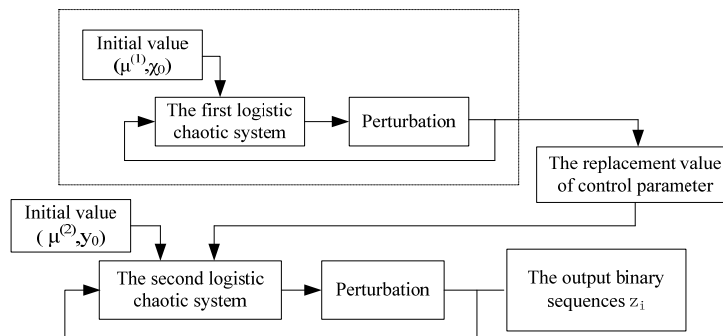 Initial value
(μ⁽¹⁾,χ₀)
The first logistic
chaotic system
Perturbation
The replacement value
of control parameter
Initial value
( μ⁽²⁾,y₀)
The second logistic
chaotic system
Perturbation
The output binary
sequences zᵢ